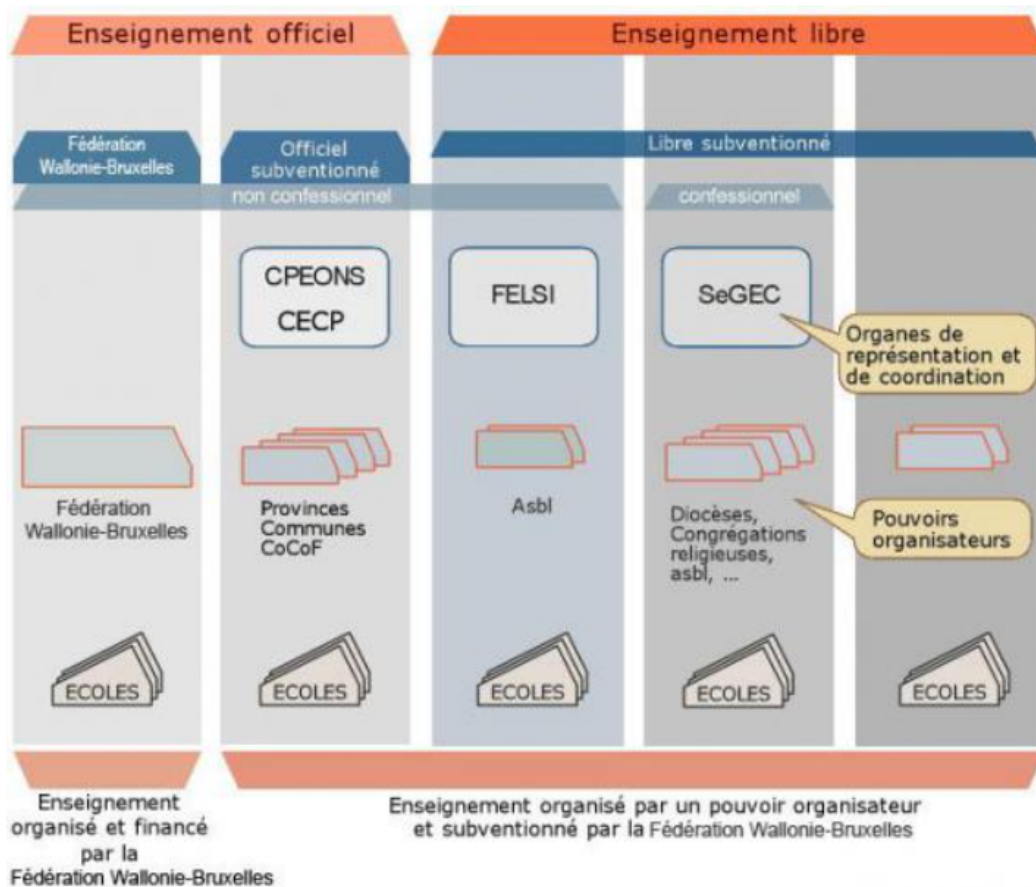 Enseignement officiel
Enseignement libre
Fédération
Wallonie-Bruxelles
Officiel
subventionné
Libre subventionné
non confessionnel
confessionnel
CPEONS
CECP
FELSI
SeGEC
Organes de
représentation et
de coordination
Fédération
Wallonie-Bruxelles
Provinces
Communes
CoCoF
Asbl
Diocèses,
Congrégations
religieuses,
asbl, ...
Pouvoirs
organisateurs
ECOLES
ECOLES
ECOLES
ECOLES
ECOLES
Enseignement
organisé et financé
par la
Fédération Wallonie-Bruxelles
Enseignement organisé par un pouvoir organisateur
et subventionné par la Fédération Wallonie-Bruxelles